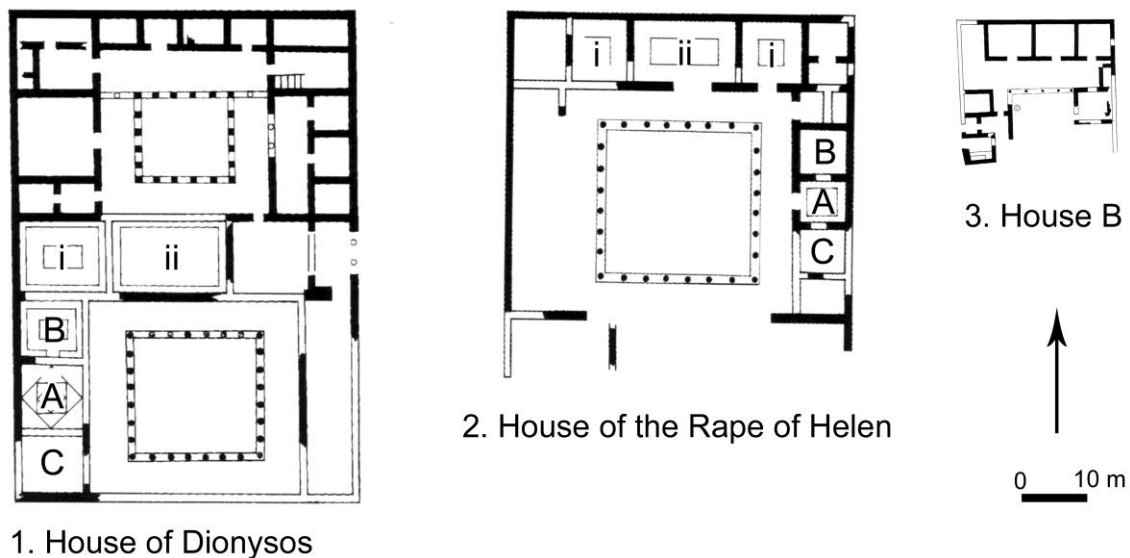 i
ii
B
A
C
1. House of Dionysos
i
ii
i
B
A
C
2. House of the Rape of Helen
3. House B
0 10 m